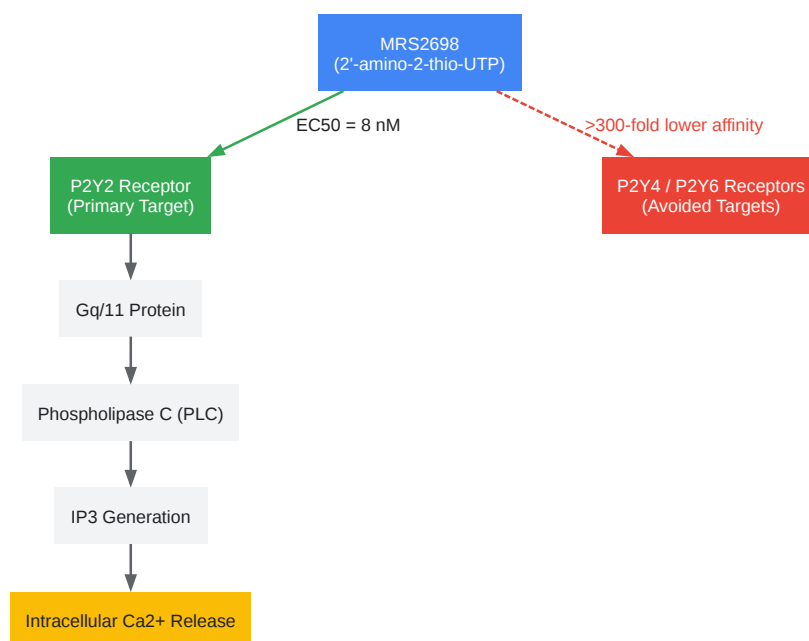 MRS2698
(2'-amino-2-thio-UTP)
EC50 = 8 nM
>300-fold lower affinity
P2Y2 Receptor
(Primary Target)
P2Y4 / P2Y6 Receptors
(Avoided Targets)
Gq/11 Protein
Phospholipase C (PLC)
IP3 Generation
Intracellular Ca2+ Release